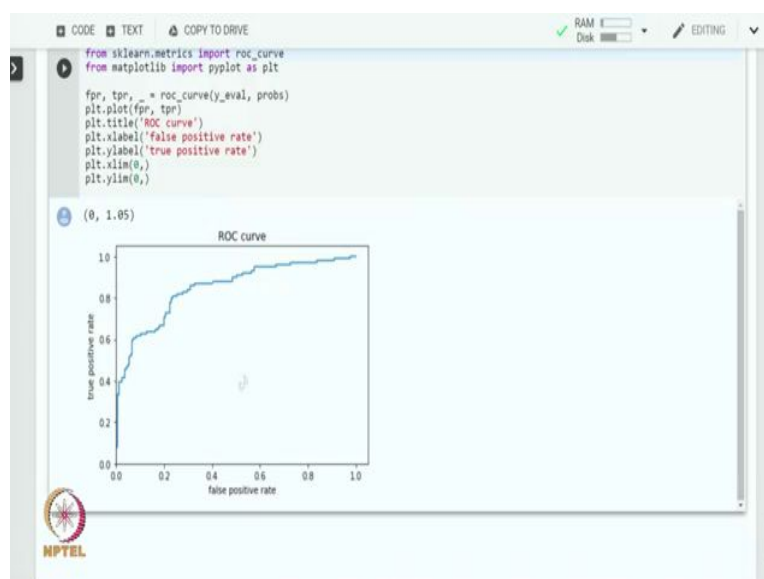 CODE TEXT COPY TO DRIVE RAM EDITING
Disk
from sklearn.metrics import roc_curve
from matplotlib import pyplot as plt
fpr, tpr, _ = roc_curve(y_eval, probs)
plt.plot(fpr, tpr)
plt.title('ROC curve')
plt.xlabel('false positive rate')
plt.ylabel('true positive rate')
plt.xlim(0,)
plt.ylim(0,)
(0, 1.05)
ROC curve
1.0
0.8
0.6
0.4
0.2
0.0
true positive rate
0.0 0.2 0.4 0.6 0.8 1.0
false positive rate
NPTEL